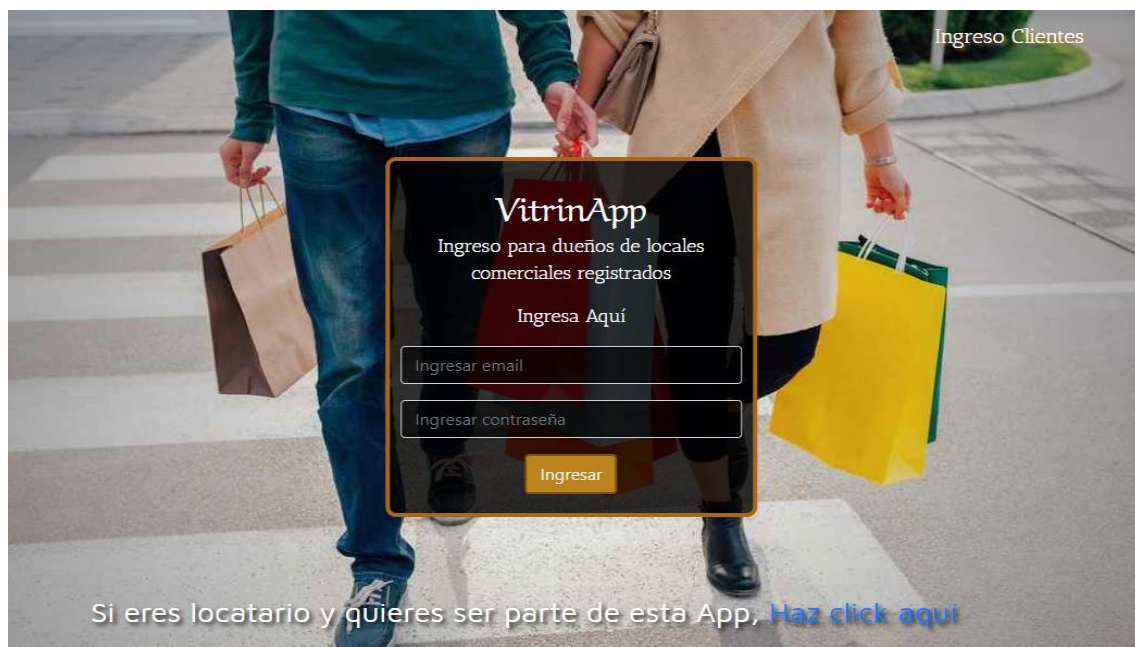 Ingreso Clientes
VitrinApp
Ingreso para dueños de locales
comerciales registrados
Ingresa Aquí
Ingresar email
Ingresar contraseña
Ingresar
Si eres locatario y quieres ser parte de esta App, Haz click aqui